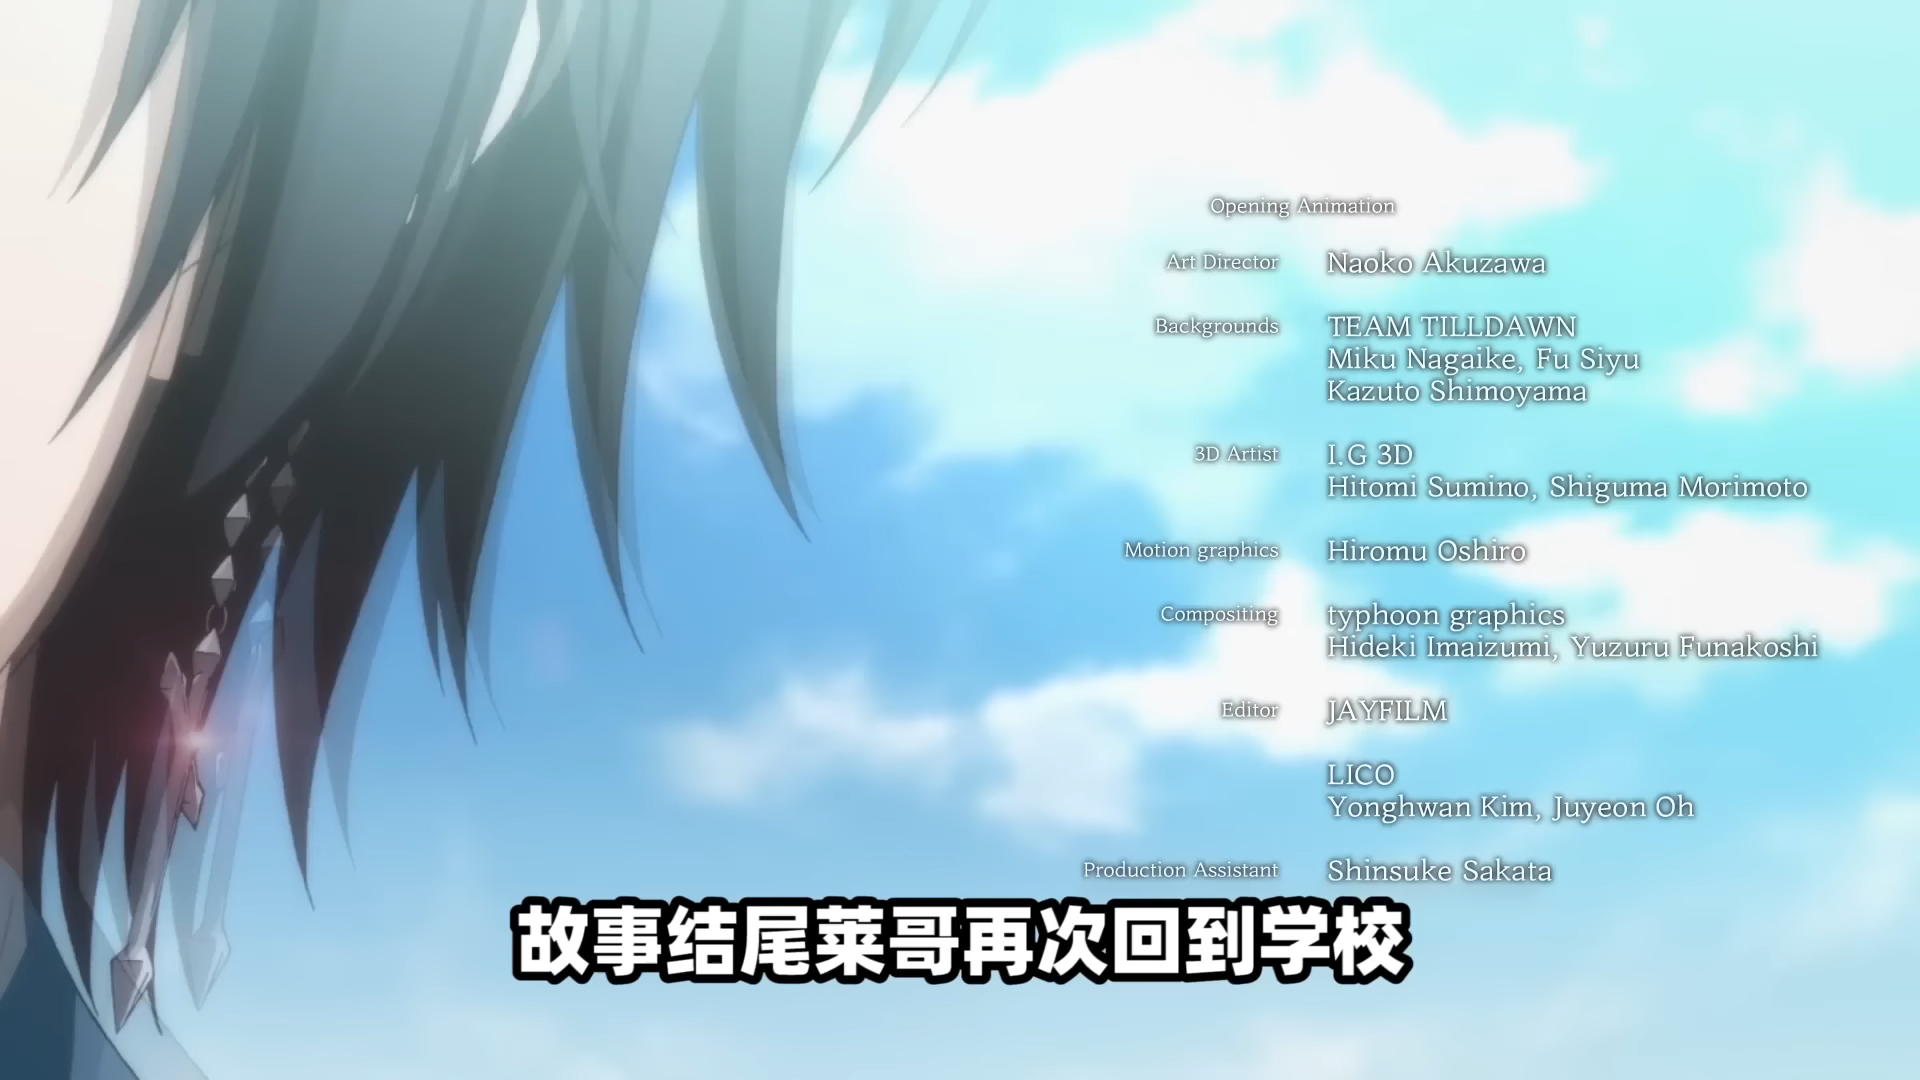 Opening Animation
Art Director Naoko Akuzawa
Backgrounds TEAM TILLDAWN
Miku Nagaike, Fu Siyu
Kazuto Shimoyama
3D Artist I.G 3D
Hitomi Sumino, Shiguma Morimoto
Motion graphics Hiromu Oshiro
Compositing typhoon graphics
Hideki Imaizumi, Yuzuru Funakoshi
Editor JAYFILM
LICO
Yonghwan Kim, Juyeon Oh
Production Assistant Shinsuke Sakata
故事结尾莱哥再次回到学校